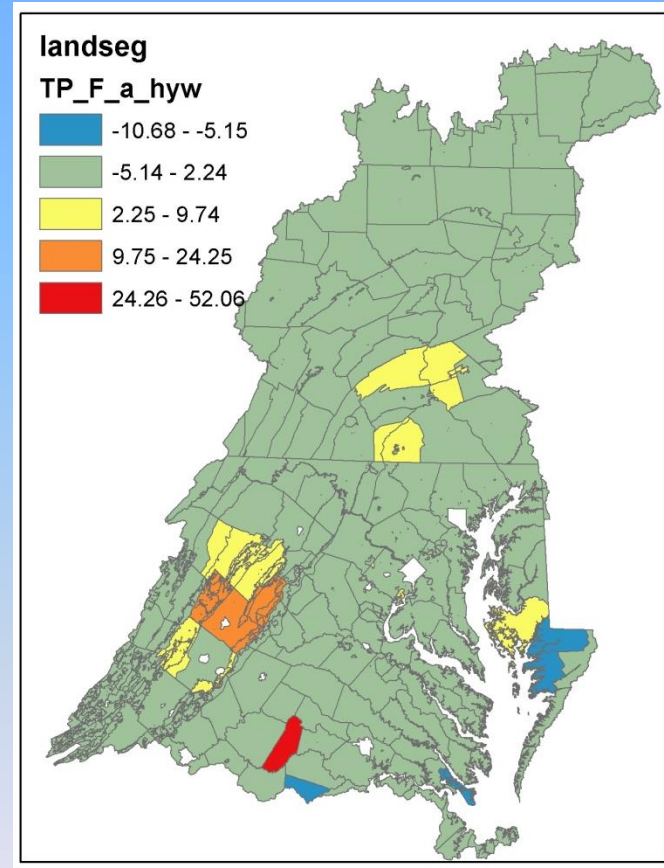 landseg
TP_F_a_hyw
-10.68 - -5.15
-5.14 - 2.24
2.25 - 9.74
9.75 - 24.25
24.26 - 52.06